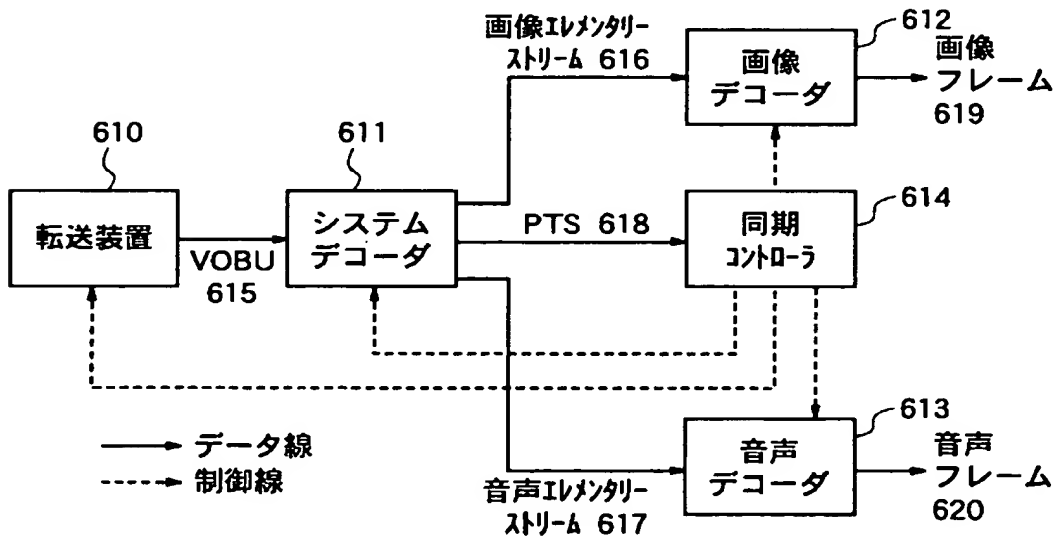 画像エレメンタリー
ストリーム 616
612
画像
デコーダ
画像
フレーム
619
610
611
614
転送装置
VOBU
615
システム
デコーダ
PTS 618
同期
コントローラ
データ線
制御線
613
音声エレメンタリー
ストリーム 617
音声
デコーダ
音声
フレーム
620